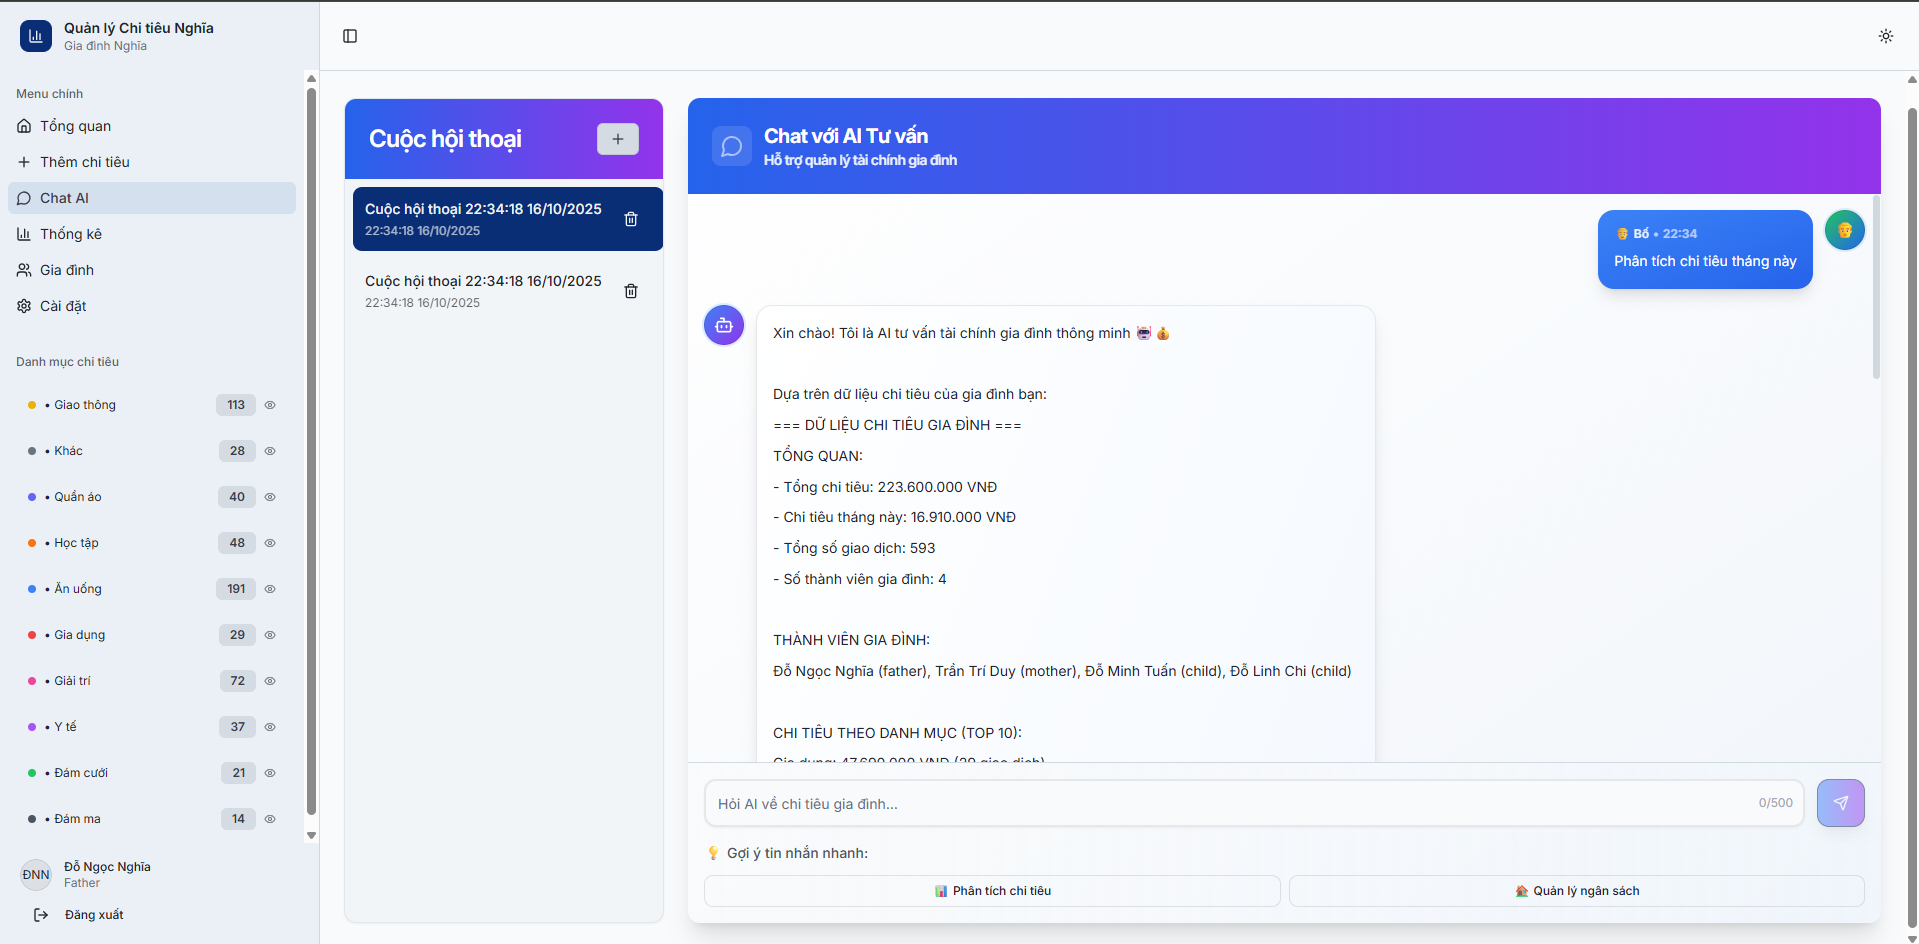 Quản lý Chi tiêu Nghĩa
Gia đình Nghĩa
Menu chính
Tổng quan
Thêm chi tiêu
Chat AI
Thống kê
Gia đình
Cài đặt
Danh mục chi tiêu
• Giao thông 113
• Khác 28
• Quần áo 40
• Học tập 48
• Ăn uống 191
• Gia dụng 29
• Giải trí 72
• Y tế 37
• Đám cưới 21
• Đám ma 14
ĐNN
Đỗ Ngọc Nghĩa
Father
Đăng xuất
Cuộc hội thoại
Cuộc hội thoại 22:34:18 16/10/2025
22:34:18 16/10/2025
Cuộc hội thoại 22:34:18 16/10/2025
22:34:18 16/10/2025
Chat với AI Tư vấn
Hỗ trợ quản lý tài chính gia đình
Bố • 22:34
Phân tích chi tiêu tháng này
Xin chào! Tôi là AI tư vấn tài chính gia đình thông minh 🤖💰
Dựa trên dữ liệu chi tiêu của gia đình bạn:
=== DỮ LIỆU CHI TIÊU GIA ĐÌNH ===
TỔNG QUAN:
- Tổng chi tiêu: 223.600.000 VNĐ
- Chi tiêu tháng này: 16.910.000 VNĐ
- Tổng số giao dịch: 593
- Số thành viên gia đình: 4
THÀNH VIÊN GIA ĐÌNH:
Đỗ Ngọc Nghĩa (father), Trần Trí Duy (mother), Đỗ Minh Tuấn (child), Đỗ Linh Chi (child)
CHI TIÊU THEO DANH MỤC (TOP 10):
Gia dụng: 47.690.000 VNĐ (29 giao dịch)
Hỏi AI về chi tiêu gia đình...
0/500
💡 Gợi ý tin nhắn nhanh:
📊 Phân tích chi tiêu
🏠 Quản lý ngân sách